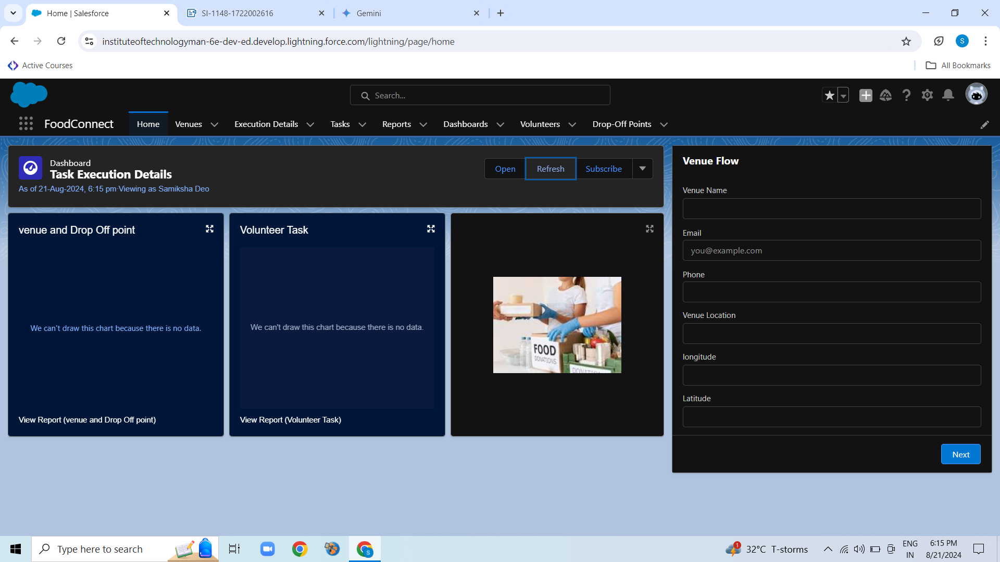 Home | Salesforce
SI-1148-1722002616
Gemini
instituteoftechnologyman-6e-dev-ed.develop.lightning.force.com/lightning/page/home
S
Active Courses
All Bookmarks
Search...
FoodConnect
Home
Venues
Execution Details
Tasks
Reports
Dashboards
Volunteers
Drop-Off Points
Dashboard
Task Execution Details
As of 21-Aug-2024, 6:15 pm·Viewing as Samiksha Deo
Open
Refresh
Subscribe
venue and Drop Off point
We can't draw this chart because there is no data.
View Report (venue and Drop Off point)
Volunteer Task
We can't draw this chart because there is no data.
View Report (Volunteer Task)
FOOD
DONATIONS
DONATIONS
Venue Flow
Venue Name
Email
you@example.com
Phone
Venue Location
longitude
Latitude
Next
Type here to search
S
1
32°C T-storms
ENG
IN
6:15 PM
8/21/2024